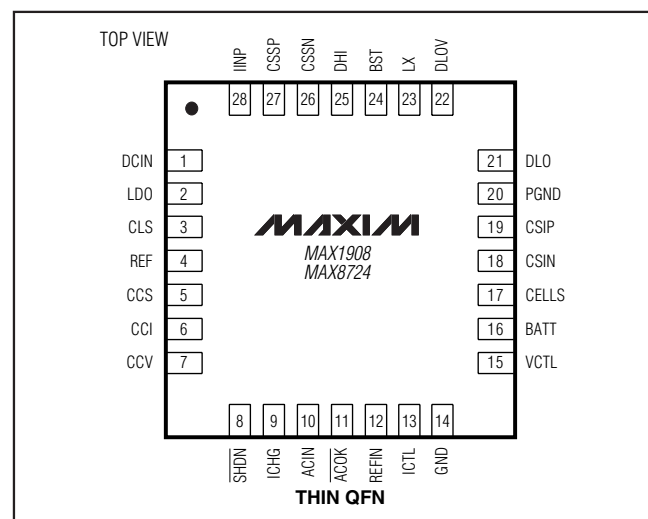 TOP VIEW
IINP
CSSP
CSSN
DHI
BST
LX
DLOV
28 27 26 25 24 23 22
DCIN 1
LDO 2
CLS 3
REF 4
CCS 5
CCI 6
CCV 7
MAXIM
MAX1908
MAX8724
21 DLO
20 PGND
19 CSIP
18 CSIN
17 CELLS
16 BATT
15 VCTL
8 9 10 11 12 13 14
SHDN
ICHG
ACIN
ACOK
REFIN
ICTL
GND
THIN QFN